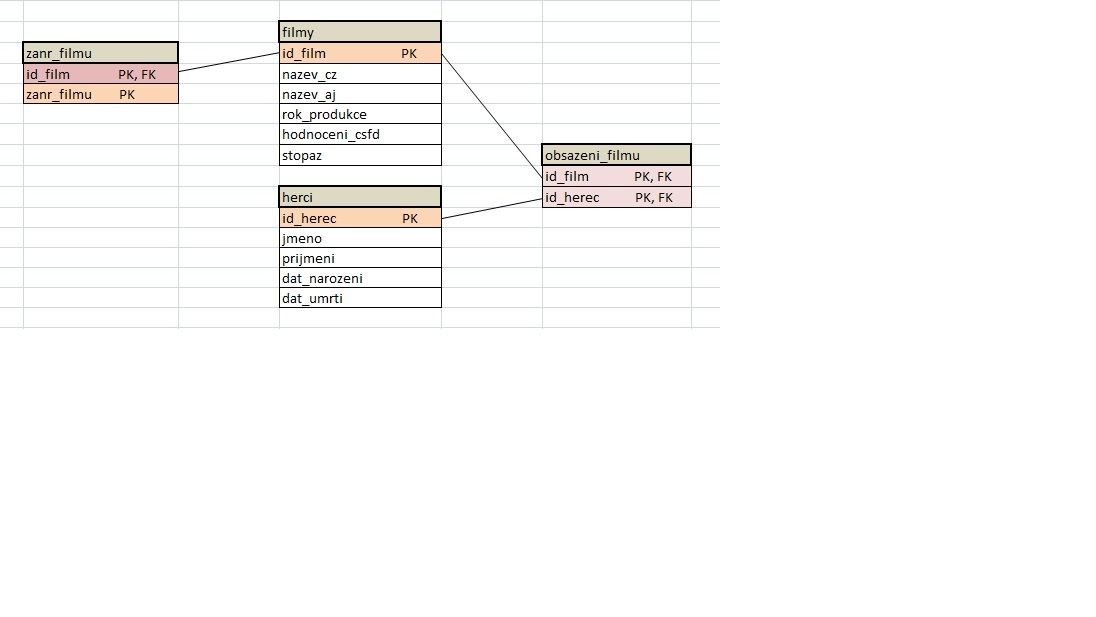 zanr_filmu
id_film PK, FK
zanr_filmu PK
filmy
id_film PK
nazev_cz
nazev_aj
rok_produkce
hodnoceni_csfd
stopaz
herci
id_herec PK
jmeno
prijmeni
dat_narozeni
dat_umrti
obsazeni_filmu
id_film PK, FK
id_herec PK, FK